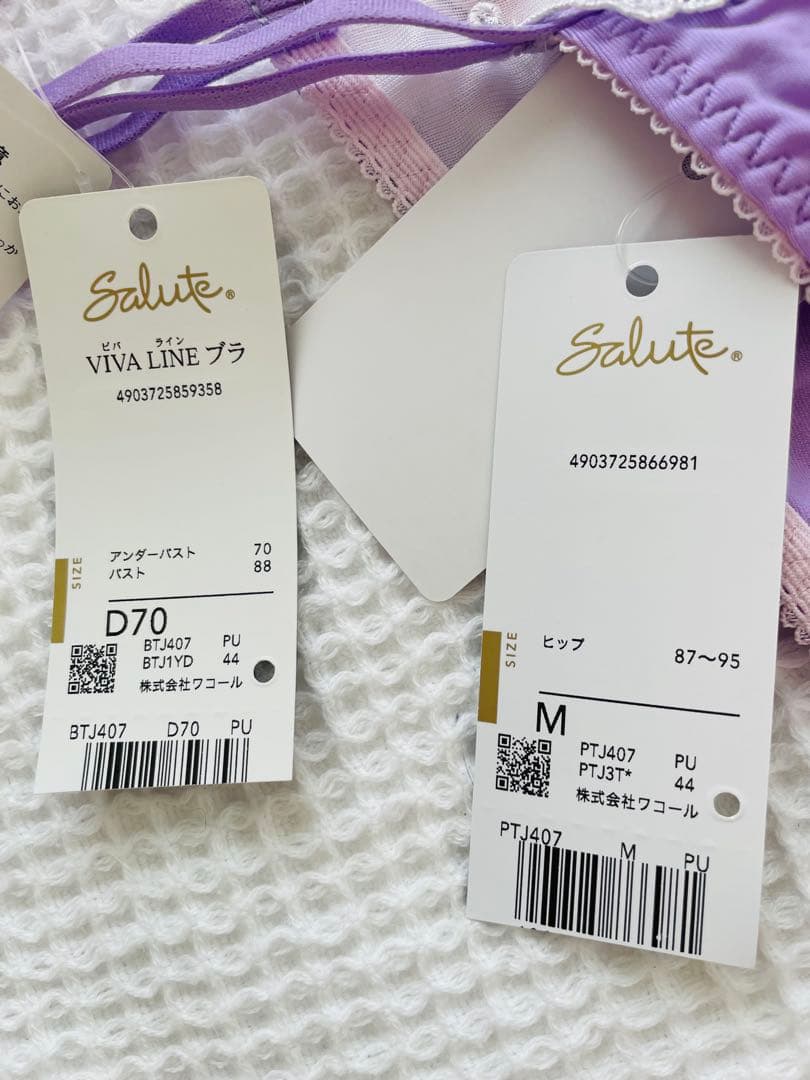 Salute®
ビバ ライン
VIVA LINE ブラ
4903725859358
SIZE
アンダーバスト 70
バスト 88
D70
BTJ407 PU
BTJ1YD 44
株式会社ワコール
BTJ407 D70 PU
Salute®
4903725866981
SIZE
ヒップ 87〜95
M
PTJ407 PU
PTJ3T* 44
株式会社ワコール
PTJ407 M PU